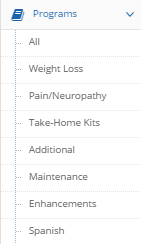 Programs
All
Weight Loss
Pain/Neuropathy
Take-Home Kits
Additional
Maintenance
Enhancements
Spanish